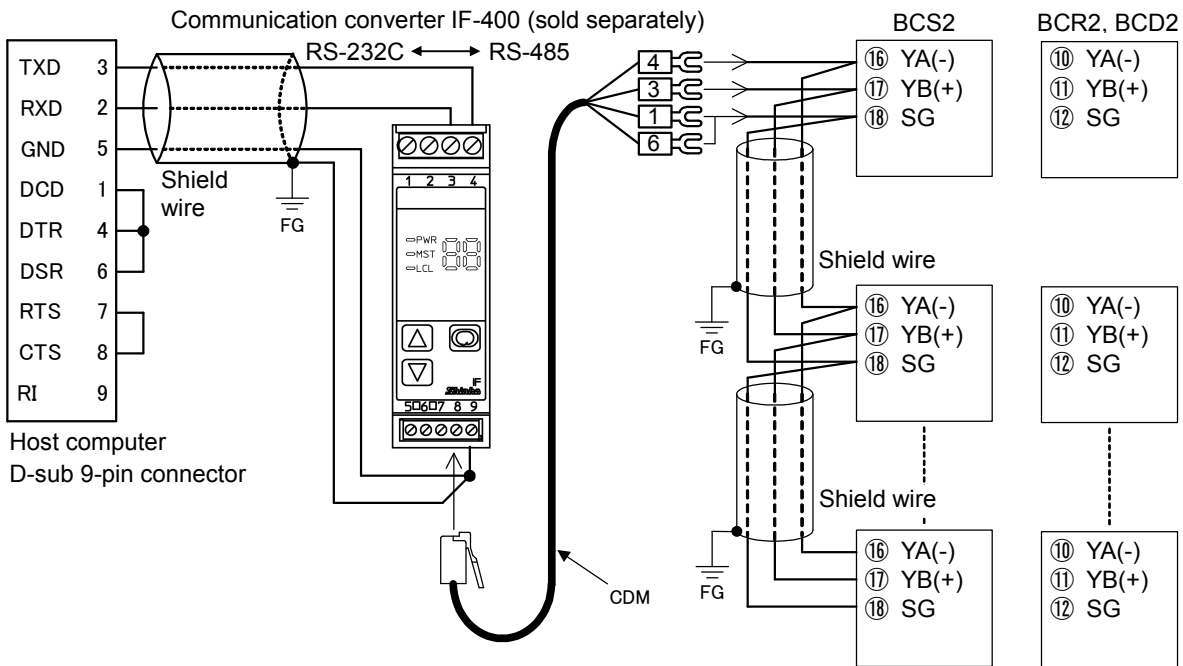 Communication converter IF-400 (sold separately)
RS-232C RS-485
BCS2
BCR2, BCD2
TXD 3
RXD 2
GND 5
DCD 1
DTR 4
DSR 6
RTS 7
CTS 8
RI 9
Host computer
D-sub 9-pin connector
Shield
wire
FG
1 2 3 4
PWR
MST
LCL
88
IF
Shinko
5 6 7 8 9
CDM
4
3
1
6
⑯ YA(-)
⑰ YB(+)
⑱ SG
⑩ YA(-)
⑪ YB(+)
⑫ SG
Shield wire
FG
⑯ YA(-)
⑰ YB(+)
⑱ SG
⑩ YA(-)
⑪ YB(+)
⑫ SG
Shield wire
FG
⑯ YA(-)
⑰ YB(+)
⑱ SG
⑩ YA(-)
⑪ YB(+)
⑫ SG